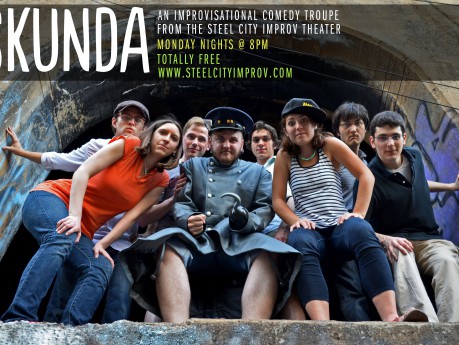 SKUNDA
AN IMPROVISATIONAL COMEDY TROUPE
FROM THE STEEL CITY IMPROV THEATER
MONDAY NIGHTS @ 8PM
TOTALLY FREE
WWW.STEELCITYIMPROV.COM